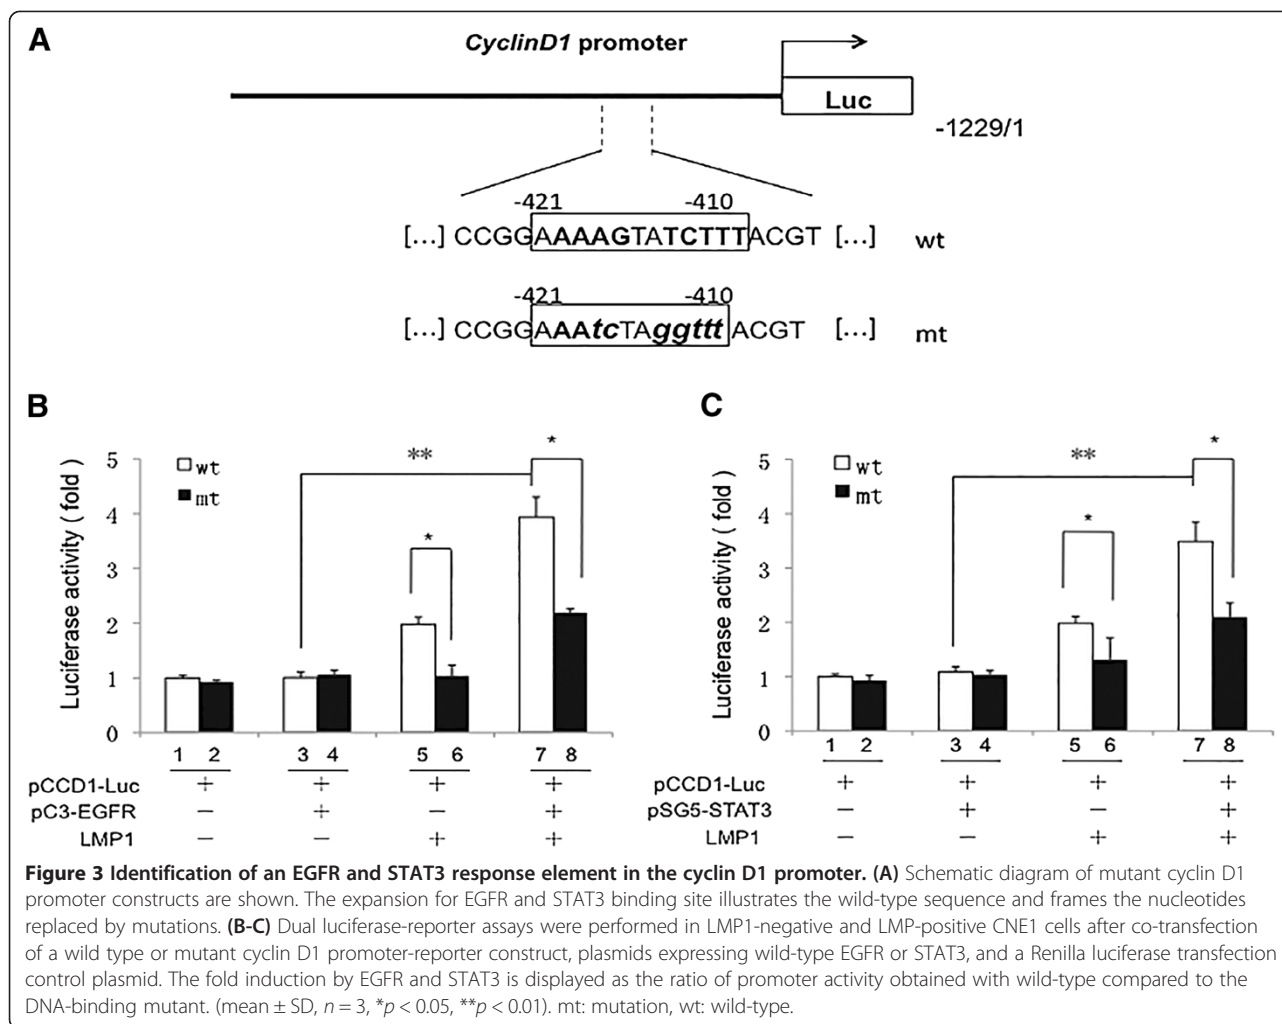 A
CyclinD1 promoter
Luc
-1229/1
-421 -410
[...] CCGGAAAAGTATCTTTACGT [...] wt
-421 -410
[...] CCGGAAAtcTAggtttACGT [...] mt
B
Luciferase activity ( fold )
5
4
3
2
1
0
wt
mt
** *
*
1 2 3 4 5 6 7 8
pCCD1-Luc + + + +
pC3-EGFR − + − +
LMP1 − − + +
C
Luciferase activity ( fold )
5
4
3
2
1
0
wt
mt
** *
*
1 2 3 4 5 6 7 8
pCCD1-Luc + + + +
pSG5-STAT3 − + − +
LMP1 − − + +
Figure 3 Identification of an EGFR and STAT3 response element in the cyclin D1 promoter. (A) Schematic diagram of mutant cyclin D1
promoter constructs are shown. The expansion for EGFR and STAT3 binding site illustrates the wild-type sequence and frames the nucleotides
replaced by mutations. (B-C) Dual luciferase-reporter assays were performed in LMP1-negative and LMP-positive CNE1 cells after co-transfection
of a wild type or mutant cyclin D1 promoter-reporter construct, plasmids expressing wild-type EGFR or STAT3, and a Renilla luciferase transfection
control plasmid. The fold induction by EGFR and STAT3 is displayed as the ratio of promoter activity obtained with wild-type compared to the
DNA-binding mutant. (mean ± SD, n = 3, *p < 0.05, **p < 0.01). mt: mutation, wt: wild-type.